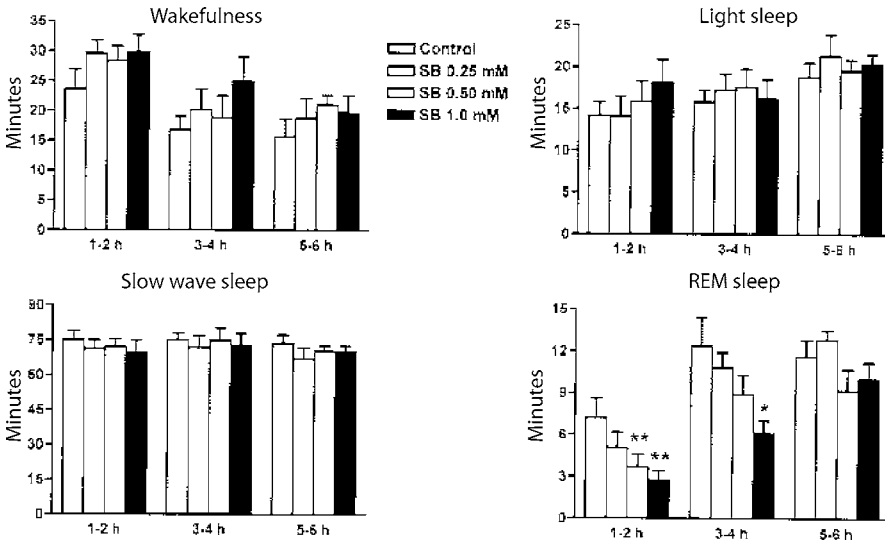 Wakefulness
Minutes
35
30
25
20
15
10
5
0
1-2 h
3-4 h
5-6 h
Control
SB 0.25 mM
SB 0.50 mM
SB 1.0 mM
Light sleep
Minutes
25
20
15
10
5
0
1-2 h
3-4 h
5-6 h
Slow wave sleep
Minutes
90
75
60
45
30
15
0
1-2 h
3-4 h
5-6 h
REM sleep
Minutes
15
12
9
6
3
0
**
**
*
1-2 h
3-4 h
5-6 h